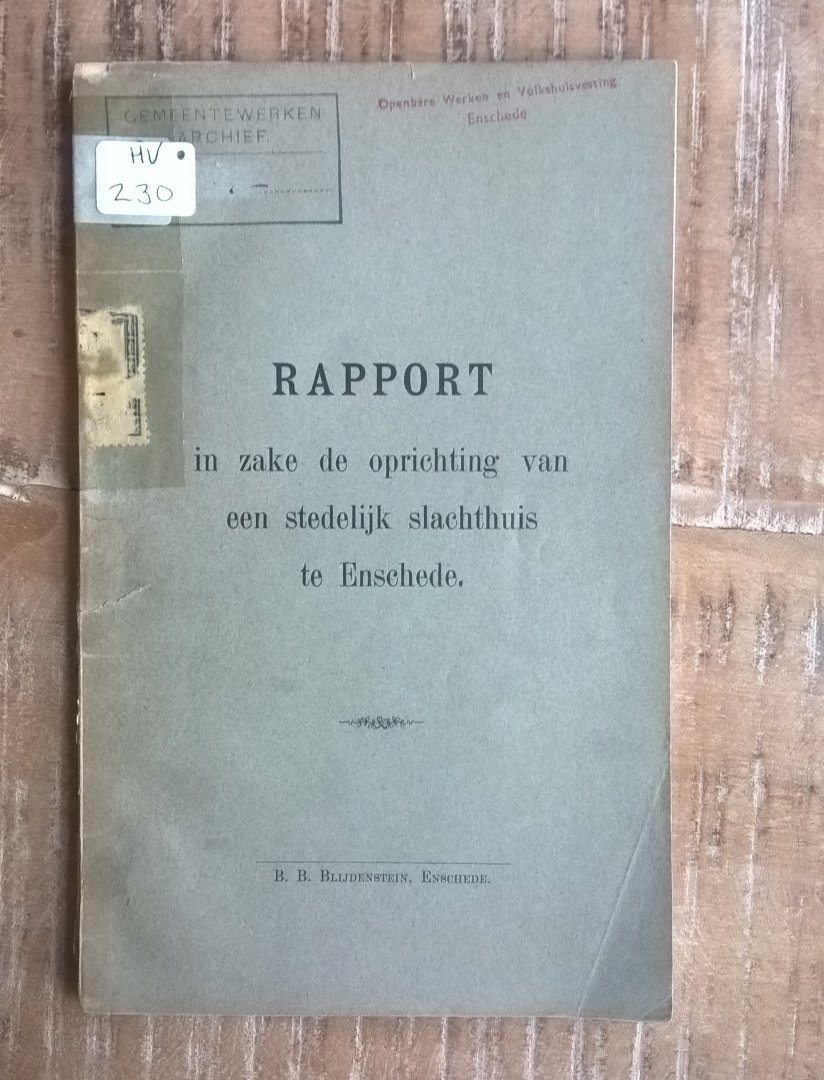 GEMEENTEWERKEN
ARCHIEF.
Openbare Werken en Volkshuisvesting
Enschede
HV
230
RAPPORT
in zake de oprichting van
een stedelijk slachthuis
te Enschede.
B. B. BLIJDENSTEIN, ENSCHEDE.